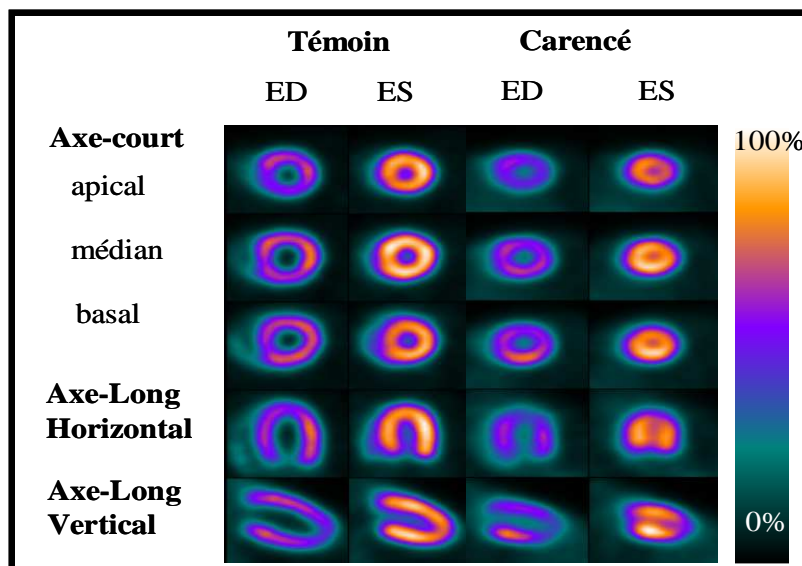 Témoin Carencé
ED ES ED ES
Axe-court
apical
médian
basal
Axe-Long
Horizontal
Axe-Long
Vertical
100%
0%